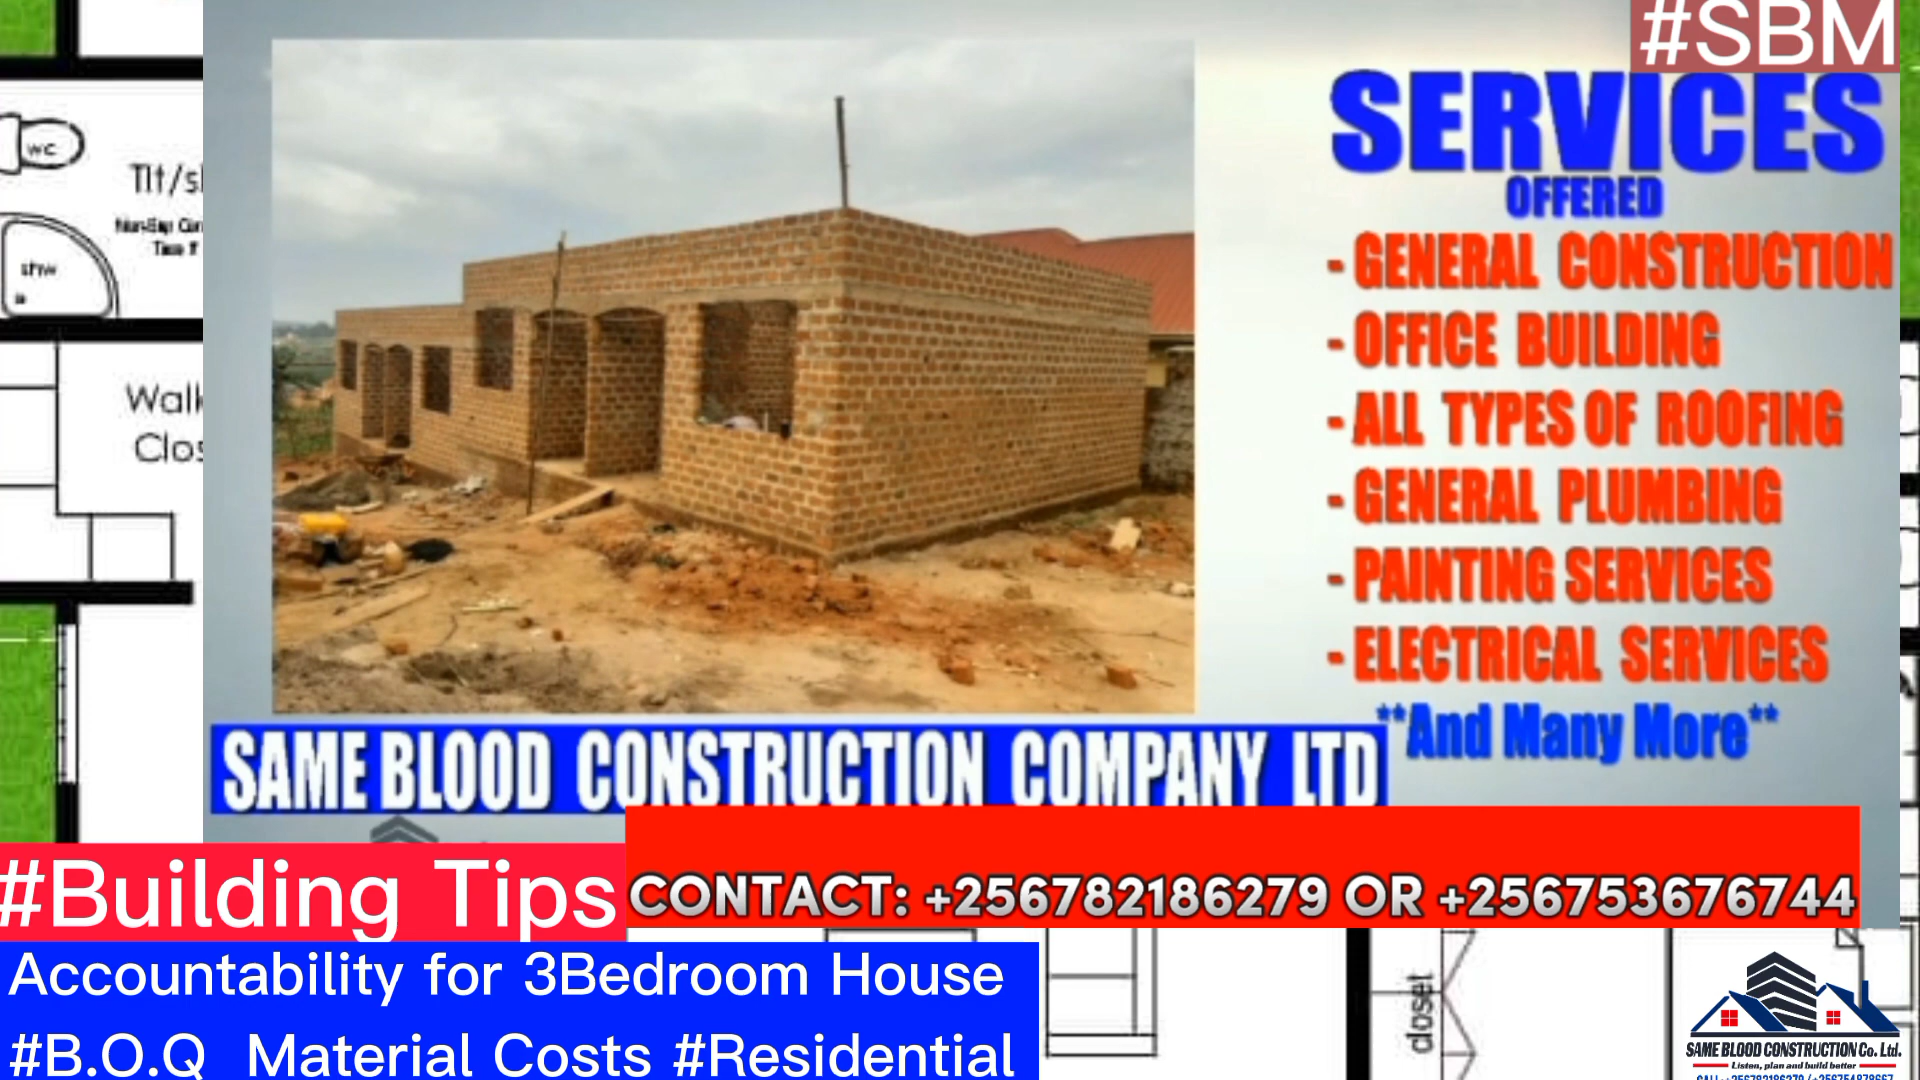 #SBM
SERVICES
OFFERED
- GENERAL CONSTRUCTION
- OFFICE BUILDING
- ALL TYPES OF ROOFING
- GENERAL PLUMBING
- PAINTING SERVICES
- ELECTRICAL SERVICES
**And Many More**
wc
Tlt/s
shw
Walk
Clos
SAME BLOOD CONSTRUCTION COMPANY LTD
#Building Tips
CONTACT: +256782186279 OR +256753676744
Accountability for 3Bedroom House
#B.O.Q Material Costs #Residential
closet
SAME BLOOD CONSTRUCTION Co. Ltd.
Listen, plan and build better